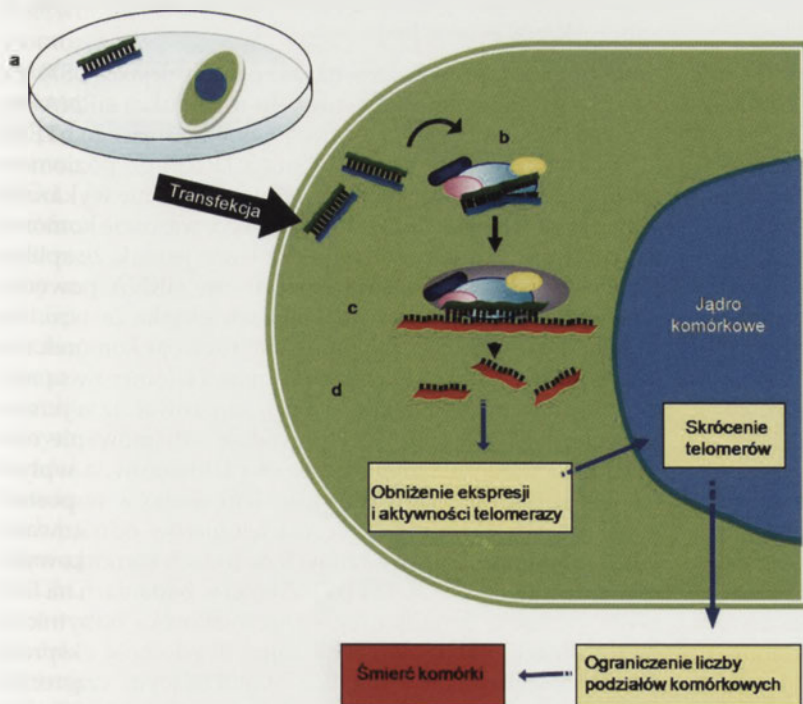 a
Transfekcja
b
c
d
Jądro
komórkowe
Skrócenie
telomerów
Obniżenie ekspresji
i aktywności telomerazy
Śmierć komórki
Ograniczenie liczby
podziałów komórkowych